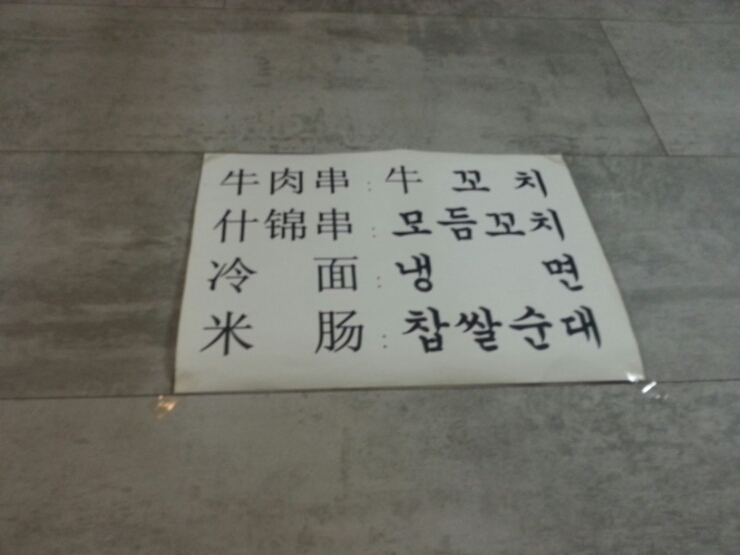 牛肉串 : 牛 꼬 치
什锦串 : 모듬꼬치
冷 面 : 냉 면
米 肠 : 찹쌀순대